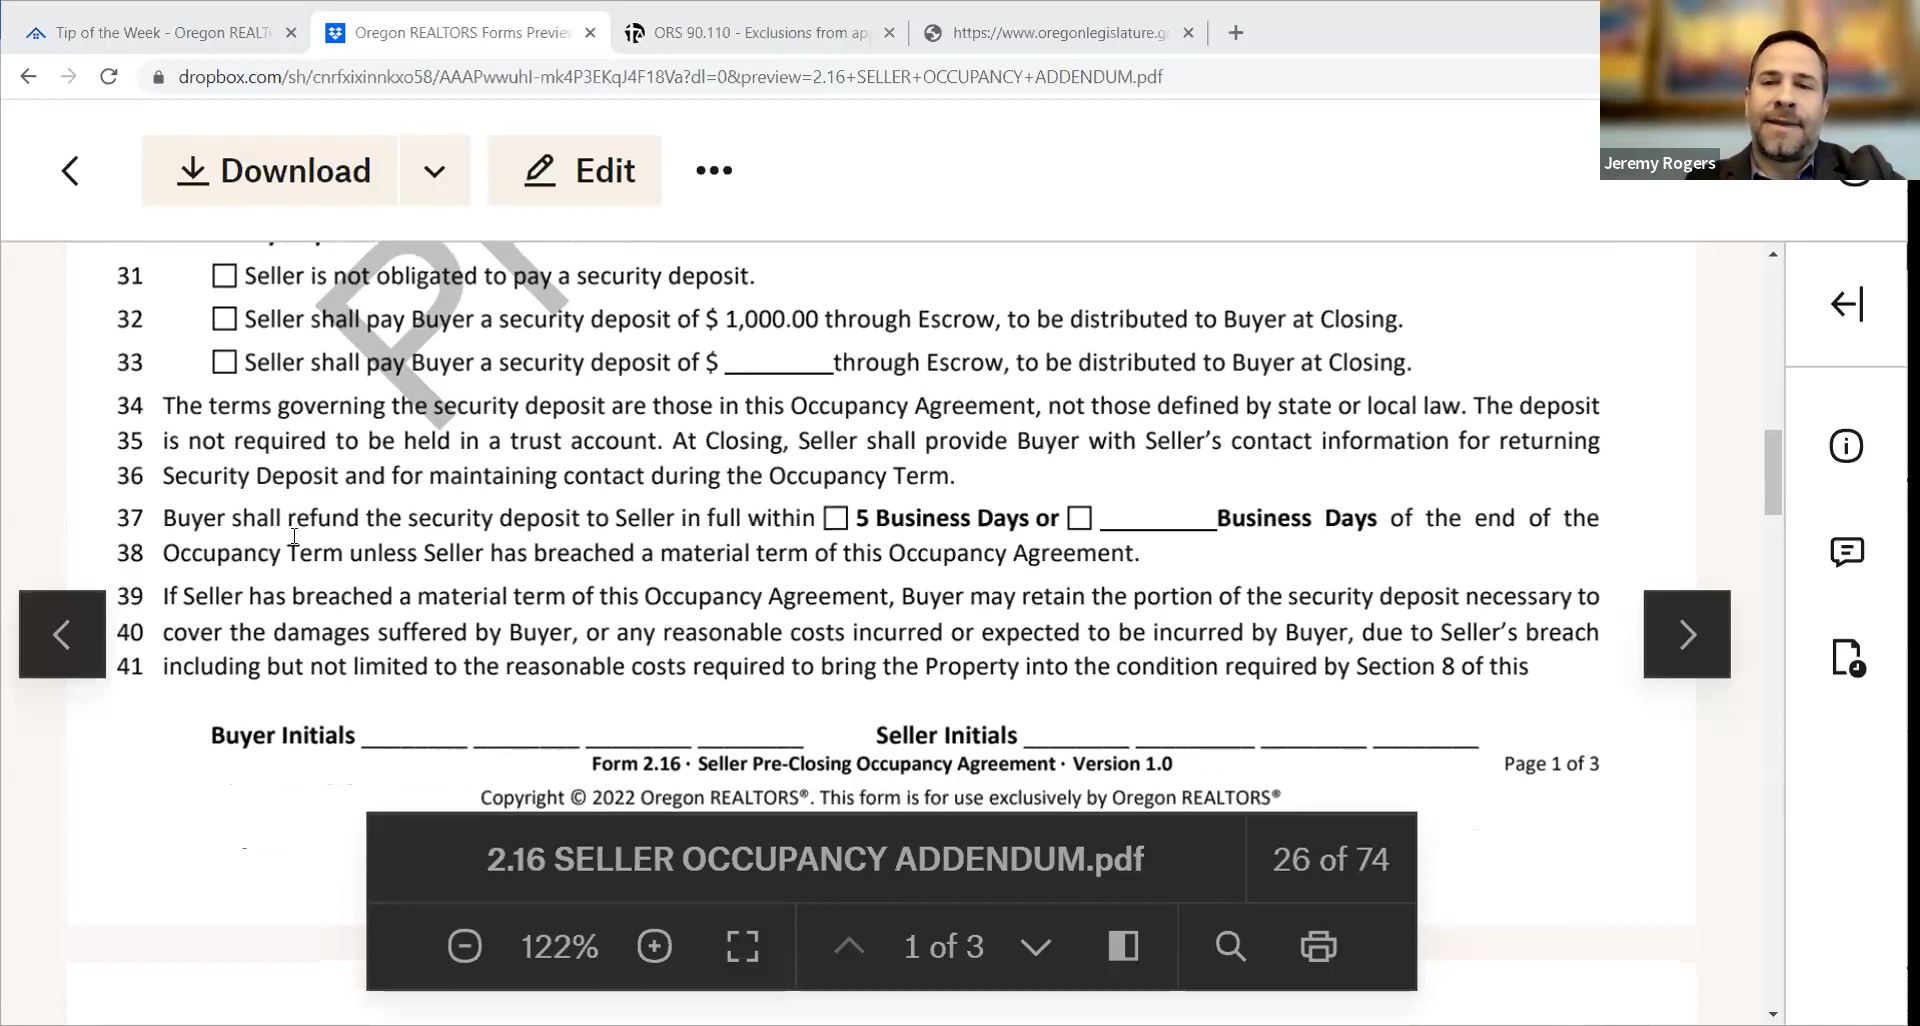 Tip of the Week - Oregon REALT
Oregon REALTORS Forms Preview
ORS 90.110 - Exclusions from ap
https://www.oregonlegislature.g
dropbox.com/sh/cnrfxixinnkxo58/AAAPwwuhI-mk4P3EKqJ4F18Va?dl=0&preview=2.16+SELLER+OCCUPANCY+ADDENDUM.pdf
Jeremy Rogers
Download
Edit
31 Seller is not obligated to pay a security deposit.
32 Seller shall pay Buyer a security deposit of $ 1,000.00 through Escrow, to be distributed to Buyer at Closing.
33 Seller shall pay Buyer a security deposit of $ _________through Escrow, to be distributed to Buyer at Closing.
34 The terms governing the security deposit are those in this Occupancy Agreement, not those defined by state or local law. The deposit
35 is not required to be held in a trust account. At Closing, Seller shall provide Buyer with Seller's contact information for returning
36 Security Deposit and for maintaining contact during the Occupancy Term.
37 Buyer shall refund the security deposit to Seller in full within 5 Business Days or _________Business Days of the end of the
38 Occupancy Term unless Seller has breached a material term of this Occupancy Agreement.
39 If Seller has breached a material term of this Occupancy Agreement, Buyer may retain the portion of the security deposit necessary to
40 cover the damages suffered by Buyer, or any reasonable costs incurred or expected to be incurred by Buyer, due to Seller's breach
41 including but not limited to the reasonable costs required to bring the Property into the condition required by Section 8 of this
Buyer Initials ________ ________ ________ ________ Seller Initials ________ _________ ________ ________
Form 2.16 · Seller Pre-Closing Occupancy Agreement · Version 1.0 Page 1 of 3
Copyright © 2022 Oregon REALTORS®. This form is for use exclusively by Oregon REALTORS®
2.16 SELLER OCCUPANCY ADDENDUM.pdf 26 of 74
122% 1 of 3